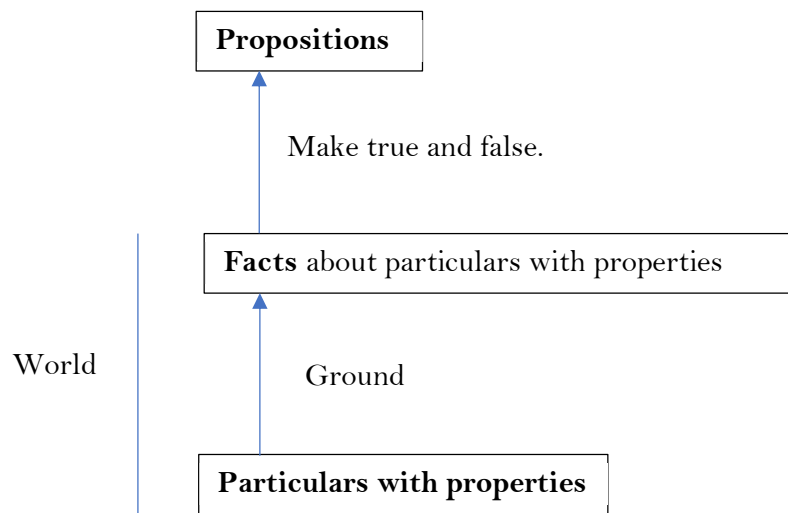 Propositions
Make true and false.
Facts about particulars with properties
World
Ground
Particulars with properties